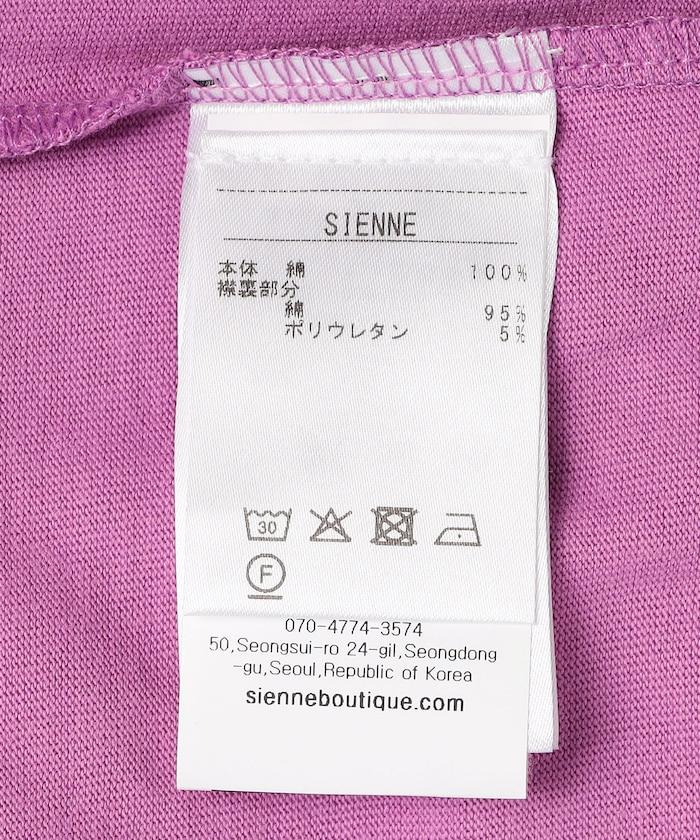 SIENNE
本体 綿 100%
襟裏部分
綿 95%
ポリウレタン 5%
30
F
070-4774-3574
50,Seongsui-ro 24-gil,Seongdong
-gu,Seoul,Republic of Korea
sienneboutique.com